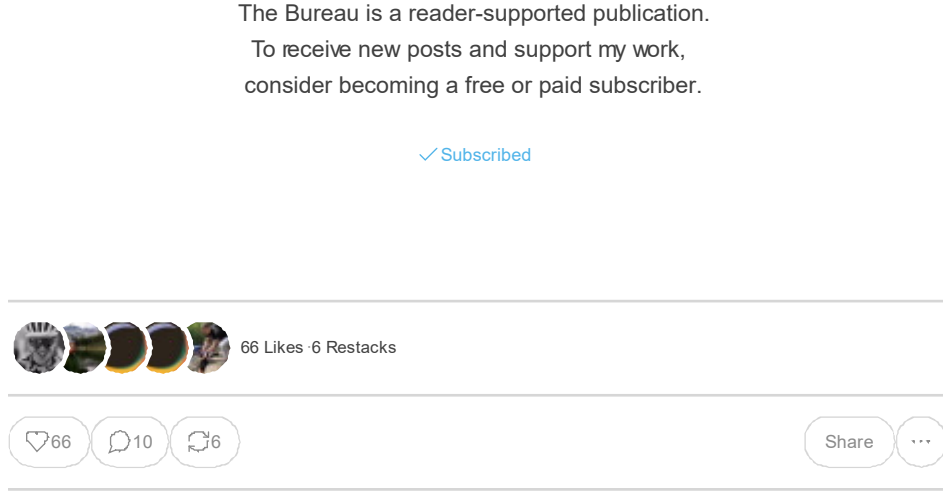 The Bureau is a reader-supported publication.
To receive new posts and support my work,
consider becoming a free or paid subscriber.
Subscribed
66 Likes · 6 Restacks
66 10 6 Share